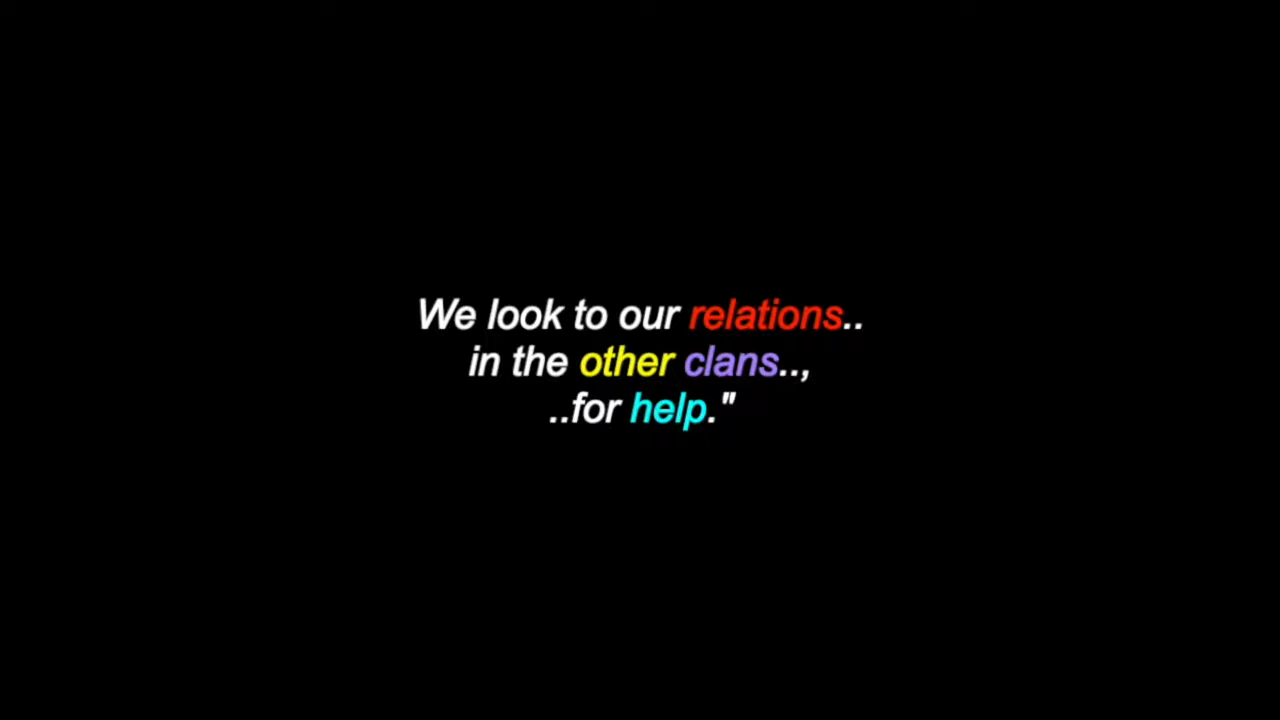 We look to our relations..
in the other clans..,
..for help."